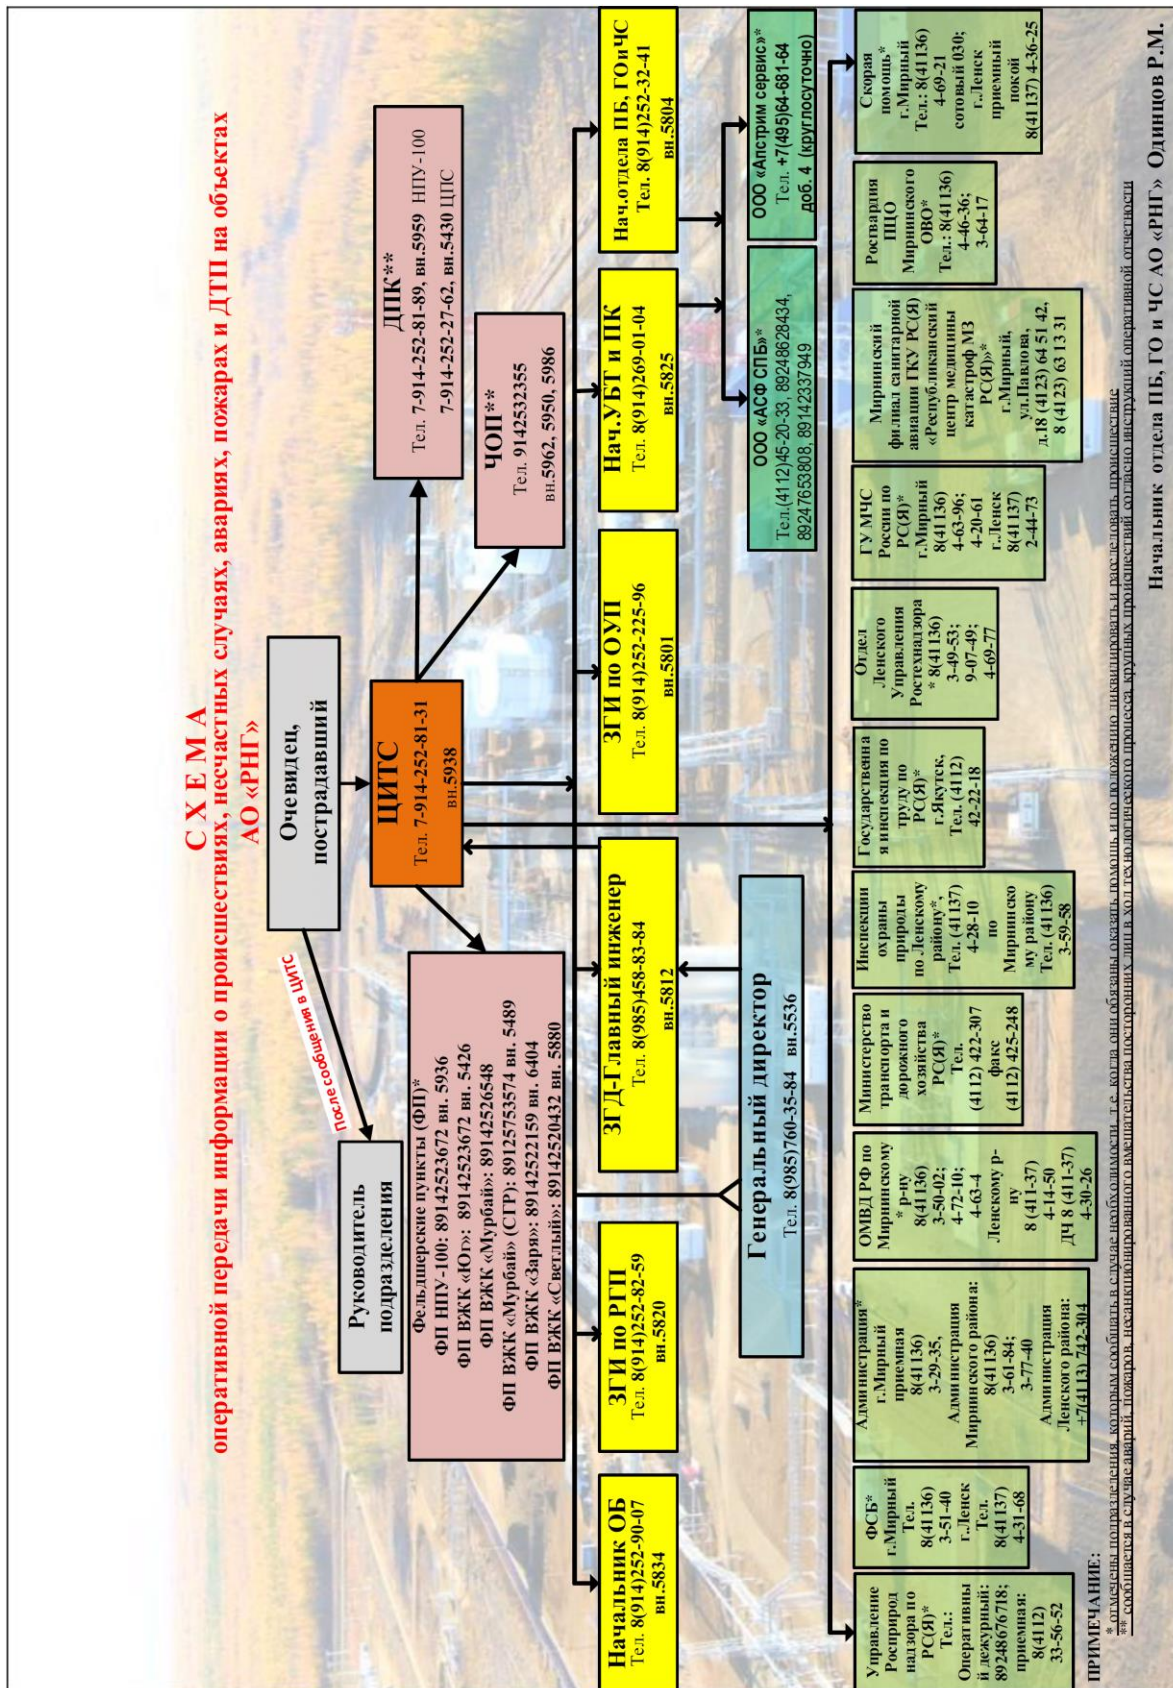 С Х Е М А
оперативной передачи информации о происшествиях, несчастных случаях, авариях, пожарах и ДТП на объектах
АО «РНГ»
Очевидец,
пострадавший
После сообщения в ЦИТС
Руководитель
подразделения
ЦИТС
Тел. 7-914-252-81-31
вн.5938
ДПК**
Тел. 7-914-252-81-89, вн.5959 НПУ-100
7-914-252-27-62, вн.5430 ЦПС
ЧОП**
Тел. 9142532355
вн.5962, 5950, 5986
Фельдшерские пункты (ФП)*
ФП НПУ-100: 89142523672 вн. 5936
ФП ВЖК «Юг»: 89142523672 вн. 5426
ФП ВЖК «Мурбай»: 89142526548
ФП ВЖК «Мурбай» (СГР): 89125753574 вн. 5489
ФП ВЖК «Заря»: 89142522159 вн. 6404
ФП ВЖК «Светлый»: 89142520432 вн. 5880
Начальник ОБ
Тел. 8(914)252-90-07
вн.5834
ЗГИ по РГП
Тел. 8(914)252-82-59
вн.5820
ЗГД-Главный инженер
Тел. 8(985)458-83-84
вн.5812
ЗГИ по ОУП
Тел. 8(914)252-225-96
вн.5801
Нач.УБТ и ПК
Тел. 8(914)269-01-04
вн.5825
Нач.отдела ПБ, ГОиЧС
Тел. 8(914)252-32-41
вн.5804
Генеральный директор
Тел. 8(985)760-35-84 вн.5536
ООО «АСФ СПБ»*
Тел.(4112)45-20-33, 89248628434,
89247653808, 89142337949
ООО «Апстрим сервис»*
Тел. +7(495)64-681-64
доб. 4 (круглосуточно)
Управление
Росприрод
надзора по
РС(Я)*
Тел.:
Оперативны
й дежурный:
89248676718;
приемная:
8(4112)
33-56-52
ФСБ*
г.Мирный
Тел.
8(41136)
3-51-40
г.Ленск
Тел.
8(41137)
4-31-68
Администрация*
г.Мирный
приемная
8(41136)
3-29-35,
Администрация
Мирнинского района:
8(41136)
3-61-84;
3-77-40
Администрация
Ленского района:
+7(4113) 742-304
ОМВД РФ по
Мирнинскому
* р-ну
8(41136)
3-50-02;
4-72-10;
4-63-4
Ленскому р-
ну
8 (411-37)
4-14-50
ДЧ 8 (411-37)
4-30-26
Министерство
транспорта и
дорожного
хозяйства
РС(Я)*
Тел.
(4112) 422-307
факс
(4112) 425-248
Инспекции
охраны
природы
по Ленскому
району*,
Тел. (41137)
4-28-10
по
Мирнинско
му району
Тел. (41136)
3-59-58
Государственна
я инспекция по
труду по
РС(Я)*
г.Якутск,
Тел. (4112)
42-22-18
Отдел
Ленского
Управления
Ростехнадзора
* 8(41136)
3-49-53;
9-07-49;
4-69-77
ГУ МЧС
России по
РС(Я)*
г.Мирный
8(41136)
4-63-96;
4-20-61
г.Ленск
8(41137)
2-44-73
Мирнинский
филиал санитарной
авиации ГКУ РС(Я)
«Республиканский
центр медицины
катастроф МЗ
РС(Я)»*
г.Мирный,
ул.Павлова,
д.18 (4123) 64 51 42,
8 (4123) 63 13 31
Росгвардия
ПЦО
Мирнинского
ОВО*
Тел.: 8(41136)
4-46-36;
3-64-17
Скорая
помощь*
г.Мирный
Тел.: 8(41136)
4-69-21
сотовый 030;
г.Ленск
приемный
покой
8(41137) 4-36-25
ПРИМЕЧАНИЕ:
* отмечены подразделения, которым сообщать в случае необходимости, т.е. когда они обязаны оказать помощь, и по положению ликвидировать и расследовать происшествие
** сообщается в случае аварий, пожаров, несанкционированного вмешательства посторонних лиц в ход технологического процесса, крупных происшествий согласно инструкций оперативной отчетности
Начальник отдела ПБ, ГО и ЧС АО «РНГ» Одинцов Р.М.